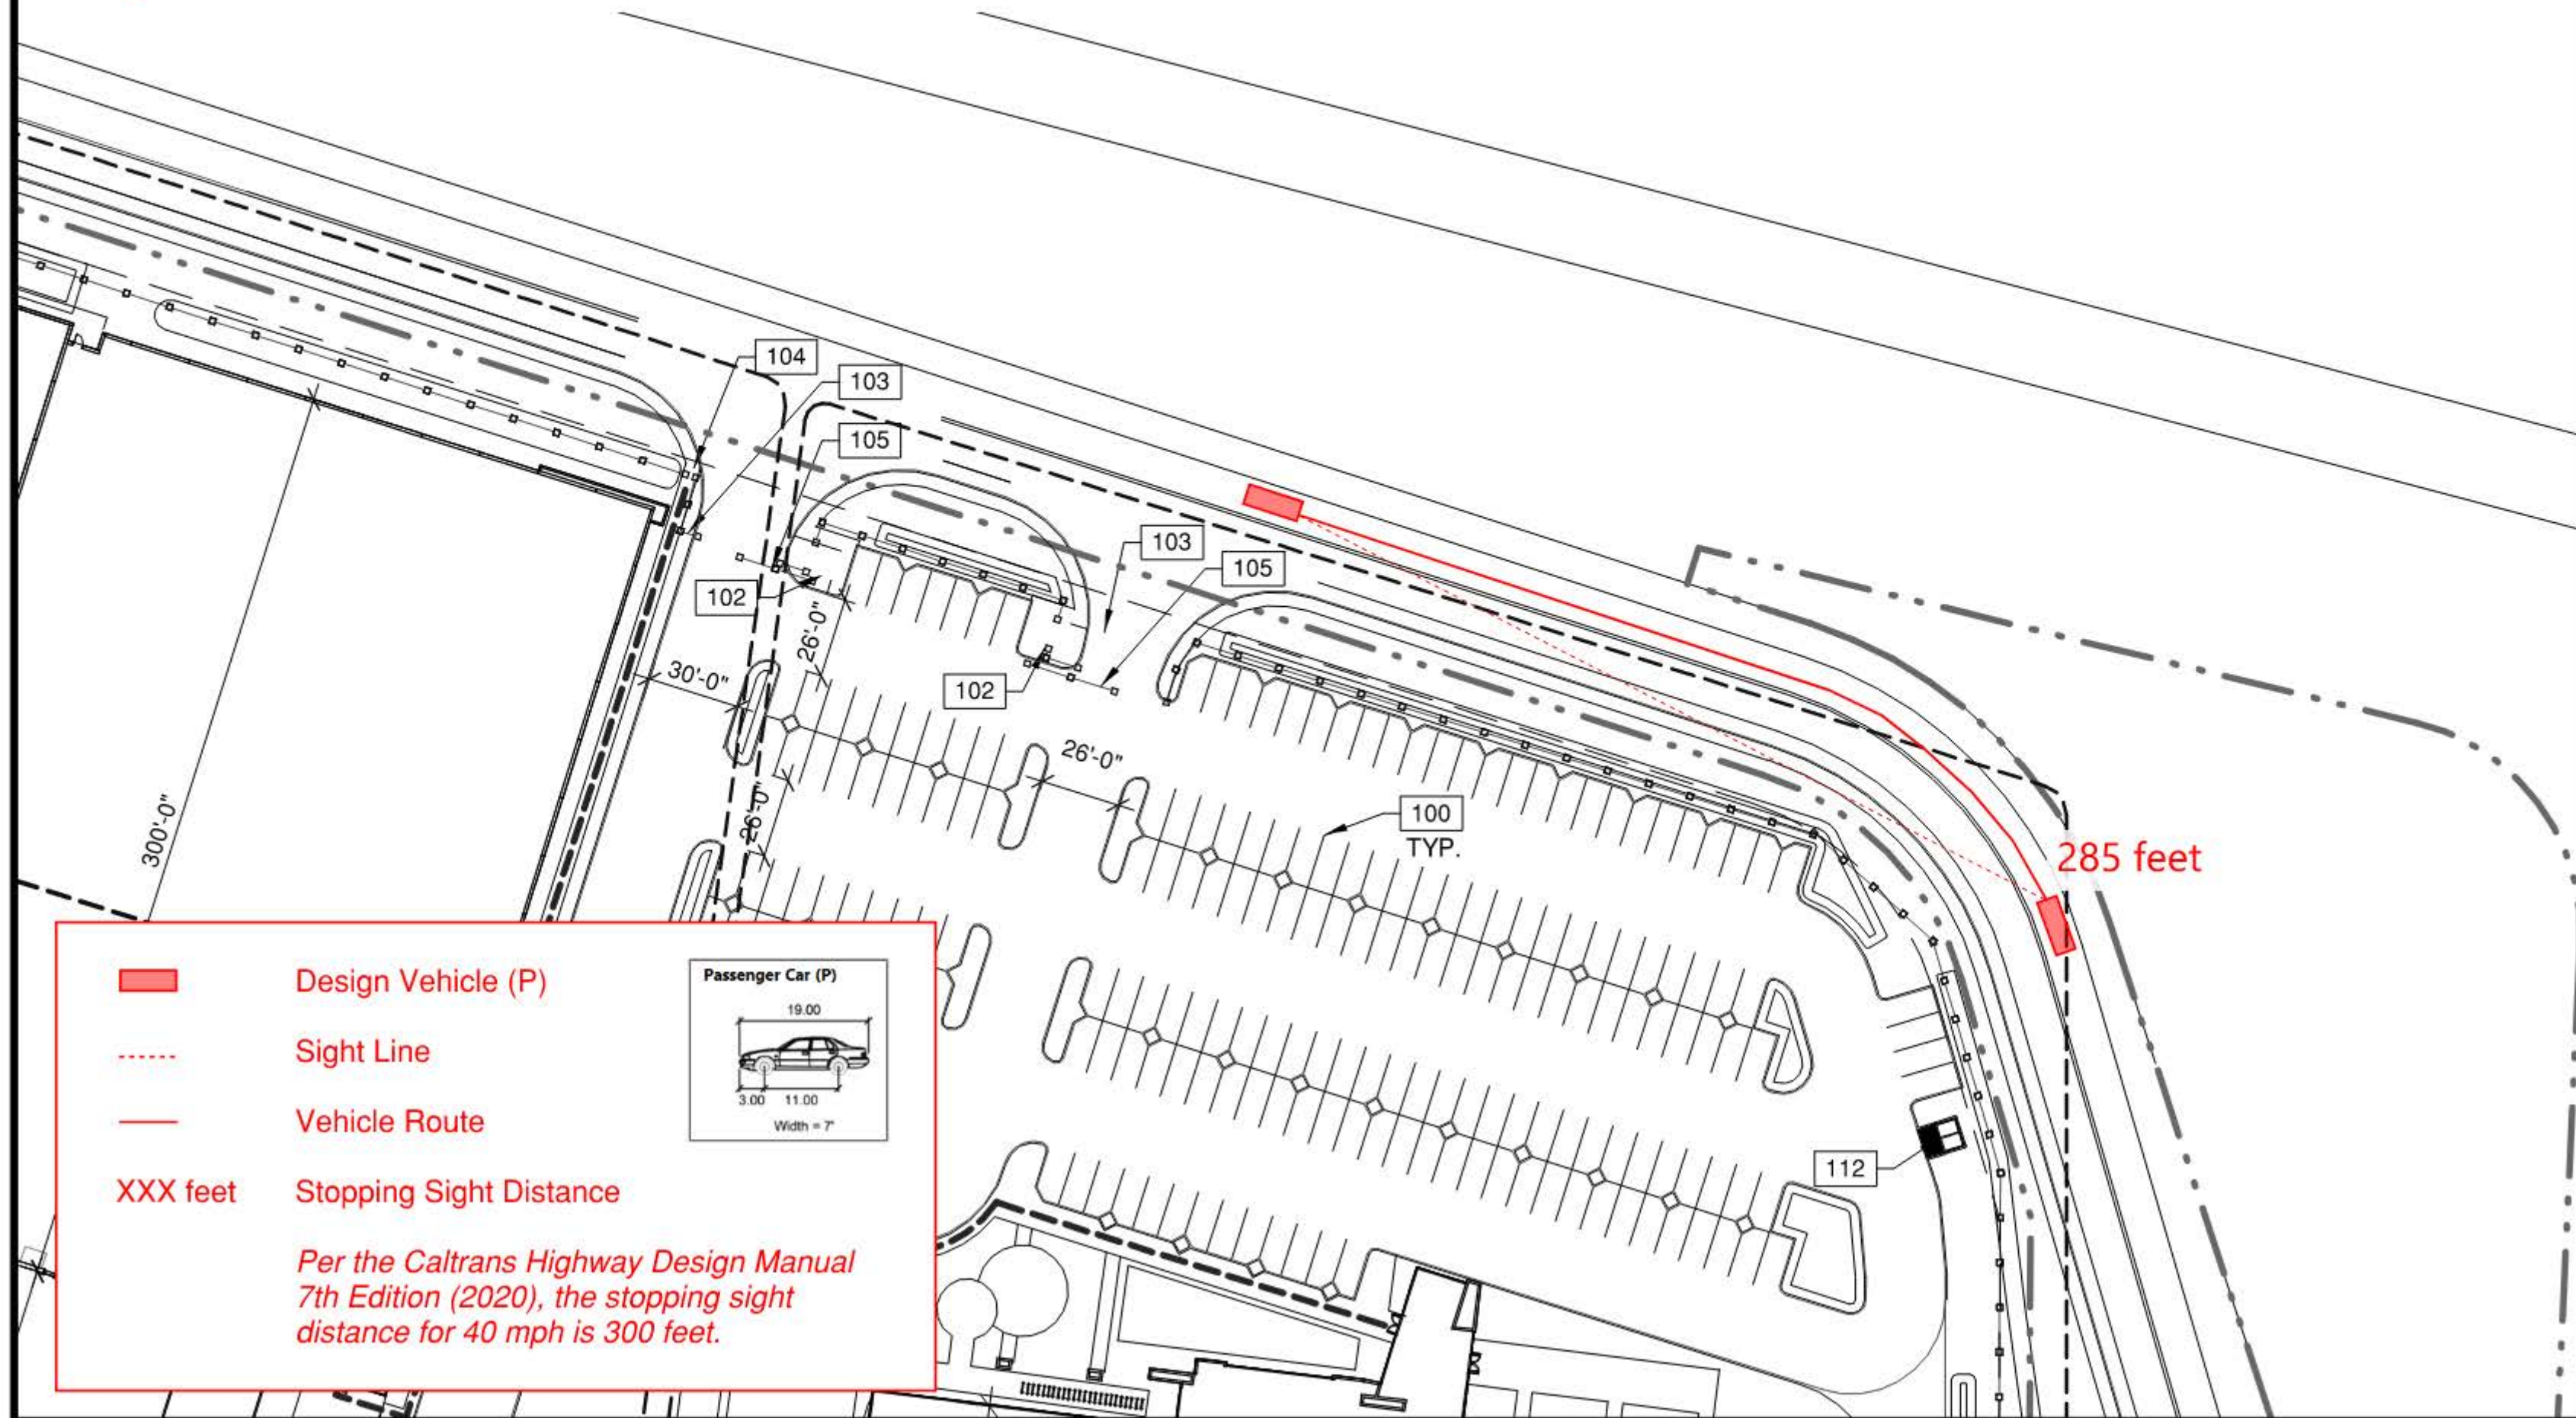 104
103
105
103
105
102
102
26'-0"
30'-0"
26'-0"
26'-0"
300'-0"
100
TYP.
285 feet
112
Design Vehicle (P)
Sight Line
Vehicle Route
XXX feet Stopping Sight Distance
Per the Caltrans Highway Design Manual
7th Edition (2020), the stopping sight
distance for 40 mph is 300 feet.
Passenger Car (P)
19.00
3.00 11.00
Width = 7'